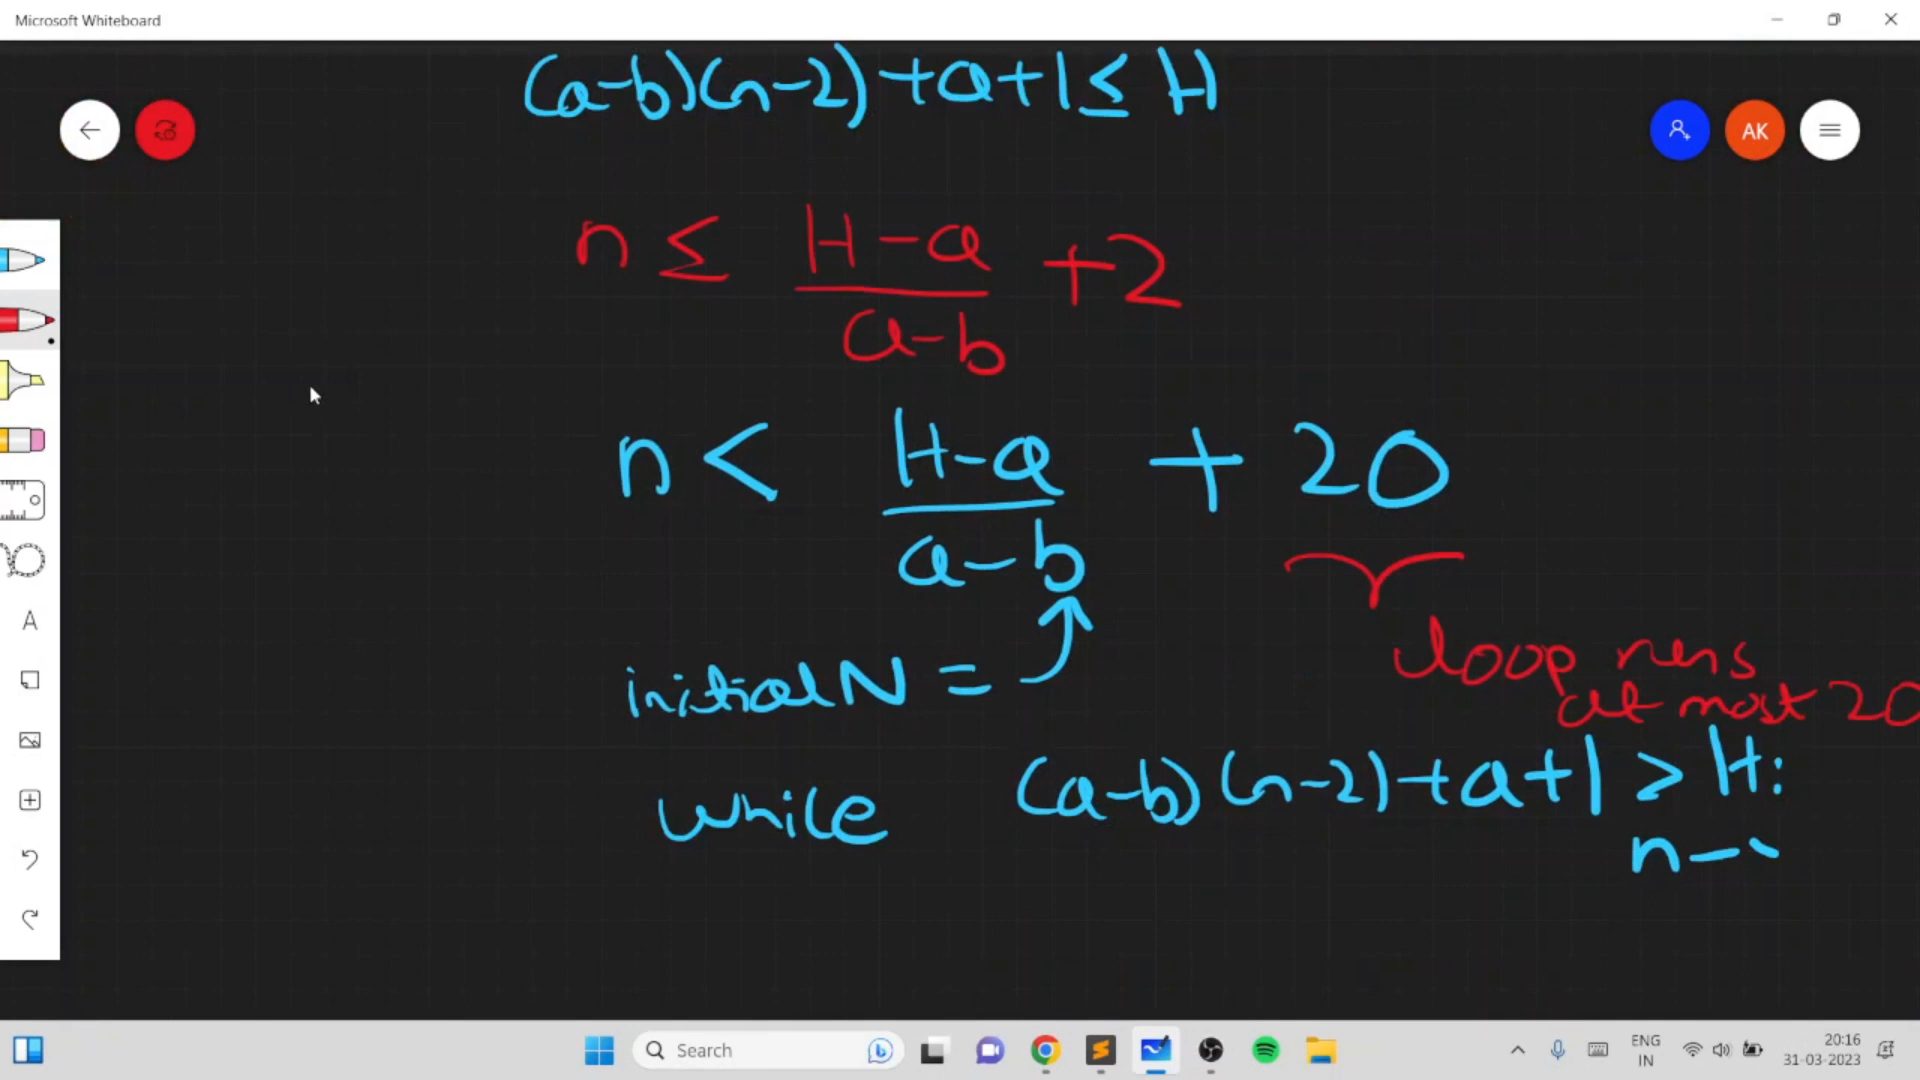 Microsoft Whiteboard
(a-b)(n-2)+a+1≤H
AK
n ≤ H-a
a-b
+2
n < H-a
a-b
+ 20
A
loop runs
at most 20
initialN =
while (a-b)(n-2)+a+1 > H:
n--
Search
ENG
IN
20:16
31-03-2023